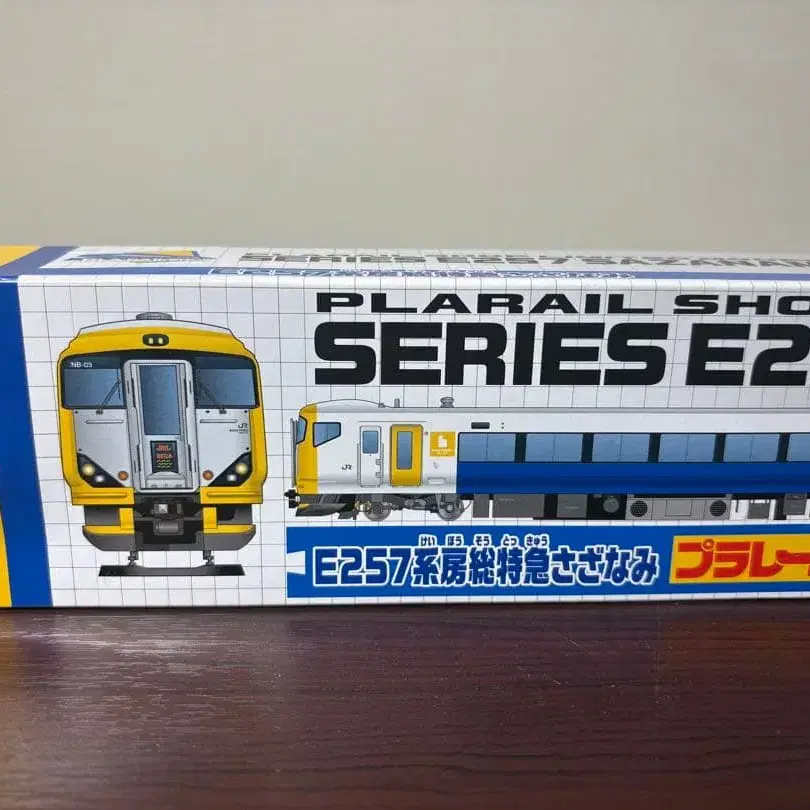 PLARAIL SHO
SERIES E2
NB-05
JR
JR
けい ぼう そう とっ きゅう
E257系房総特急さざなみ
プラレー